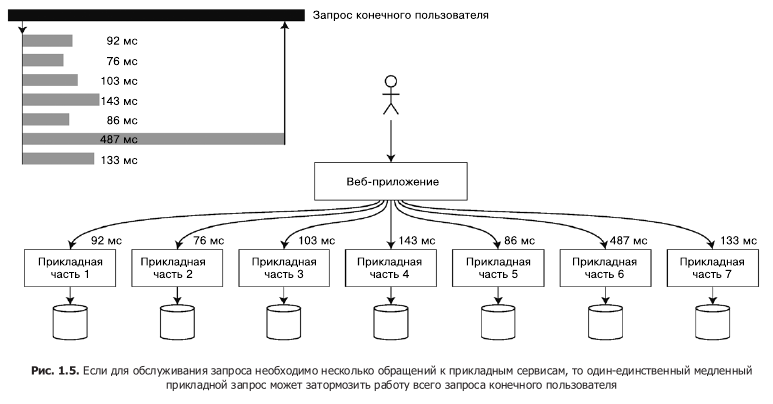 Запрос конечного пользователя
92 мс
76 мс
103 мс
143 мс
86 мс
487 мс
133 мс
Веб-приложение
92 мс
76 мс
103 мс
143 мс
86 мс
487 мс
133 мс
Прикладная
часть 1
Прикладная
часть 2
Прикладная
часть 3
Прикладная
часть 4
Прикладная
часть 5
Прикладная
часть 6
Прикладная
часть 7
Рис. 1.5. Если для обслуживания запроса необходимо несколько обращений к прикладным сервисам, то один-единственный медленный
прикладной запрос может затормозить работу всего запроса конечного пользователя